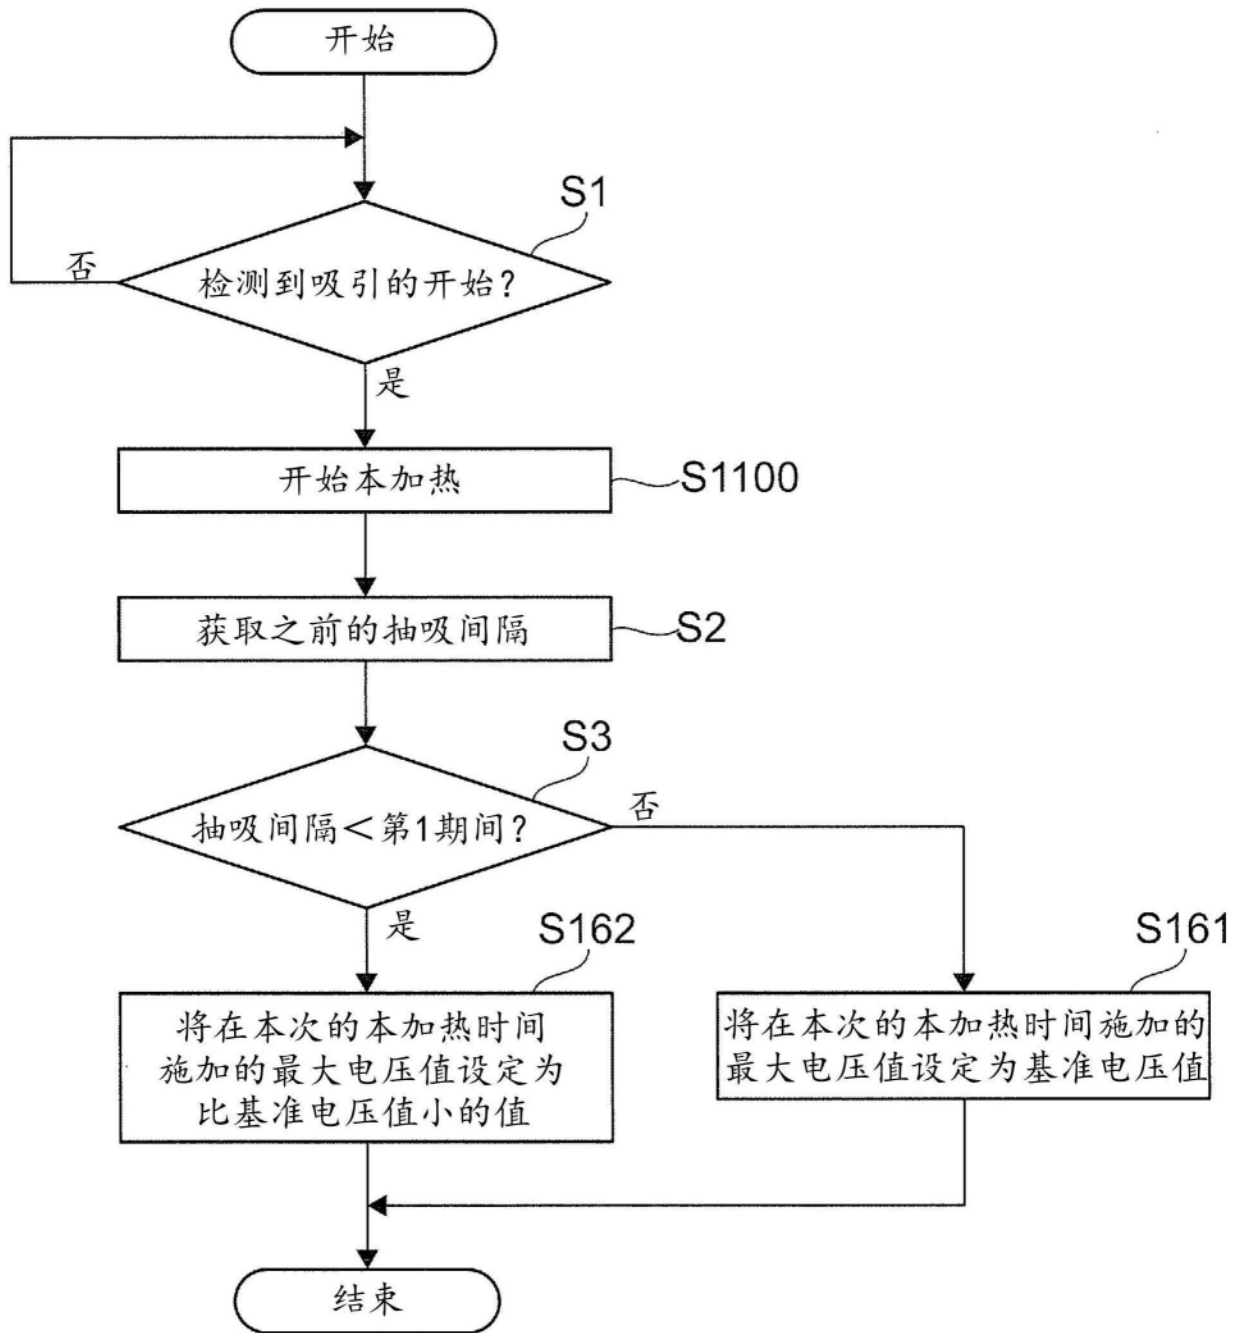 开始
S1
否
检测到吸引的开始？
是
开始本加热
S1100
获取之前的抽吸间隔
S2
S3
抽吸间隔＜第1期间？
否
是
S162
S161
将在本次的本加热时间
施加的最大电压值设定为
比基准电压值小的值
将在本次的本加热时间施加的
最大电压值设定为基准电压值
结束